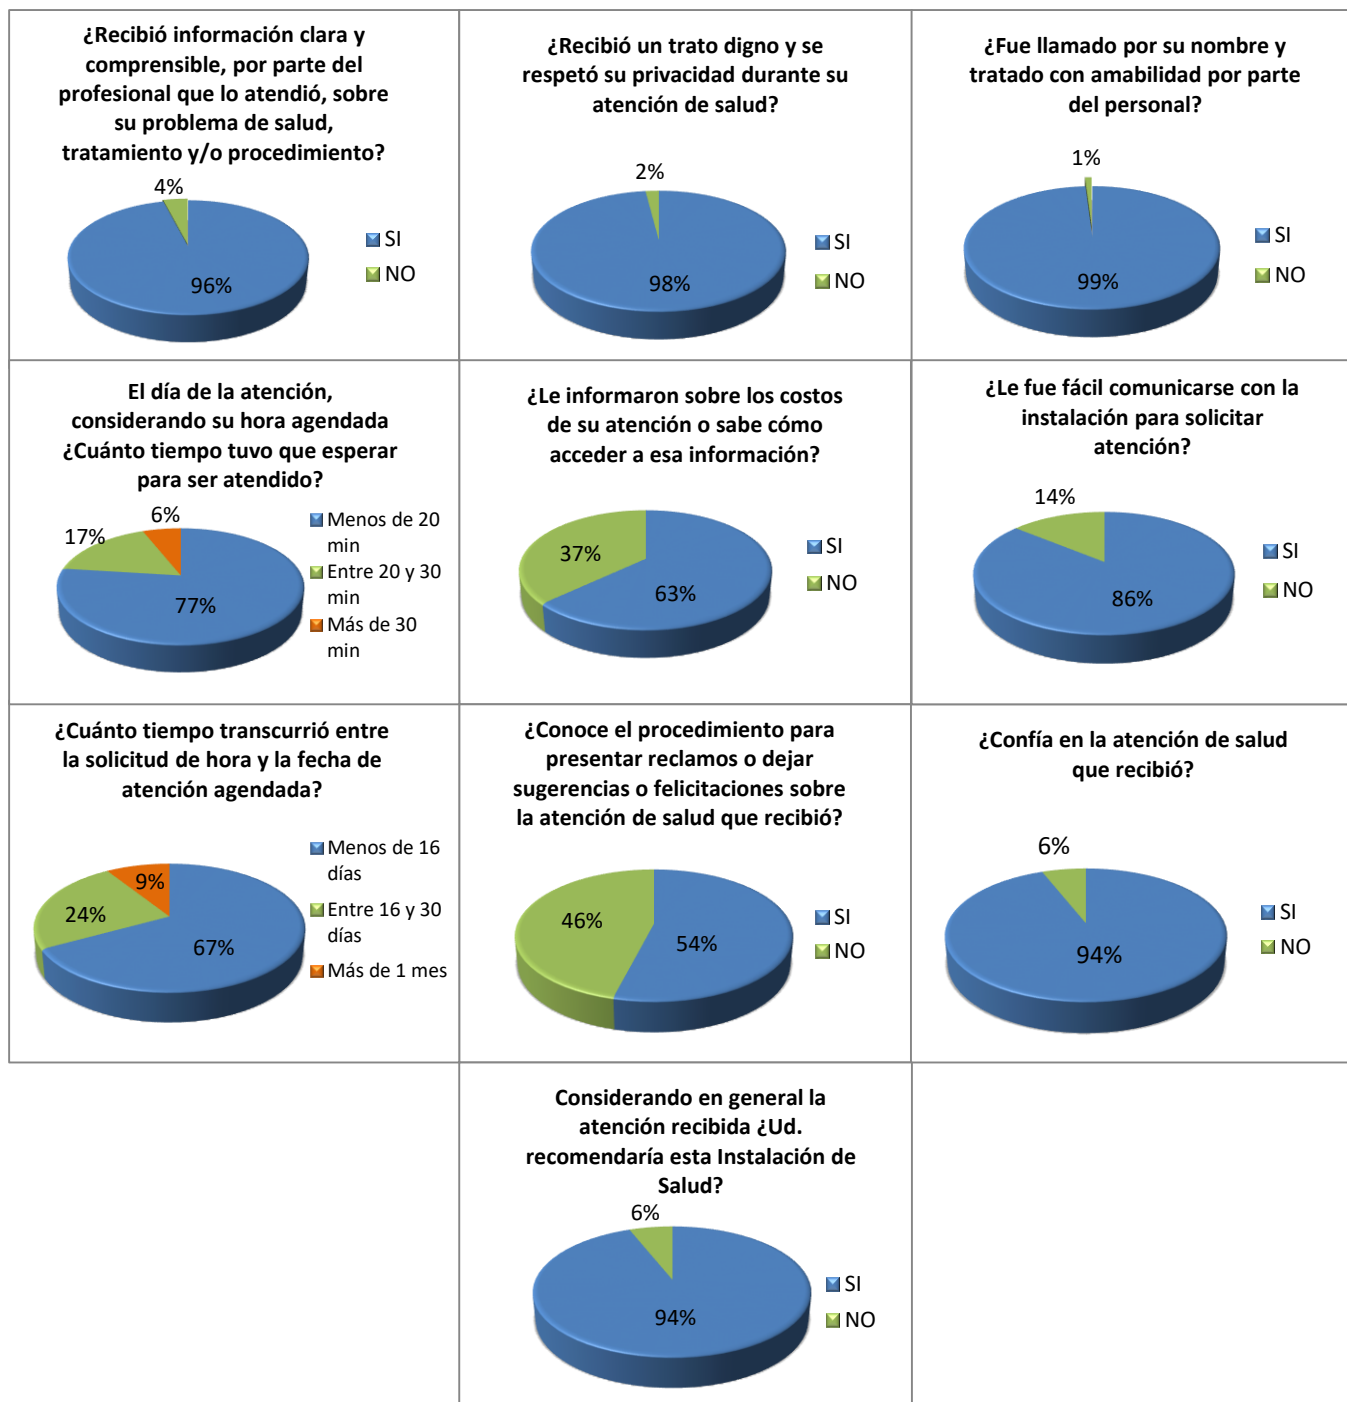 ¿Recibió información clara y
comprensible, por parte del
profesional que lo atendió, sobre
su problema de salud,
tratamiento y/o procedimiento?
4%
96%
SI
NO
¿Recibió un trato digno y se
respetó su privacidad durante su
atención de salud?
2%
98%
SI
NO
¿Fue llamado por su nombre y
tratado con amabilidad por parte
del personal?
1%
99%
SI
NO
El día de la atención,
considerando su hora agendada
¿Cuánto tiempo tuvo que esperar
para ser atendido?
6%
17%
77%
Menos de 20
min
Entre 20 y 30
min
Más de 30
min
¿Le informaron sobre los costos
de su atención o sabe cómo
acceder a esa información?
37%
63%
SI
NO
¿Le fue fácil comunicarse con la
instalación para solicitar
atención?
14%
86%
SI
NO
¿Cuánto tiempo transcurrió entre
la solicitud de hora y la fecha de
atención agendada?
9%
24%
67%
Menos de 16
días
Entre 16 y 30
días
Más de 1 mes
¿Conoce el procedimiento para
presentar reclamos o dejar
sugerencias o felicitaciones sobre
la atención de salud que recibió?
46%
54%
SI
NO
¿Confía en la atención de salud
que recibió?
6%
94%
SI
NO
Considerando en general la
atención recibida ¿Ud.
recomendaría esta Instalación de
Salud?
6%
94%
SI
NO